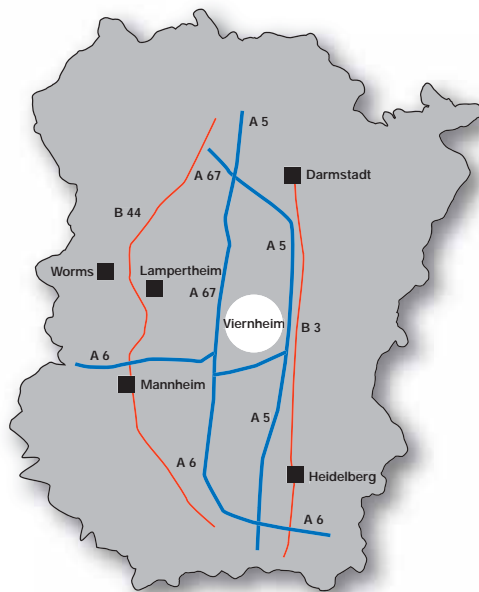 A 5
A 67
Darmstadt
B 44
A 5
Worms
Lampertheim
A 67
Viernheim
B 3
A 6
Mannheim
A 5
A 6
Heidelberg
A 6